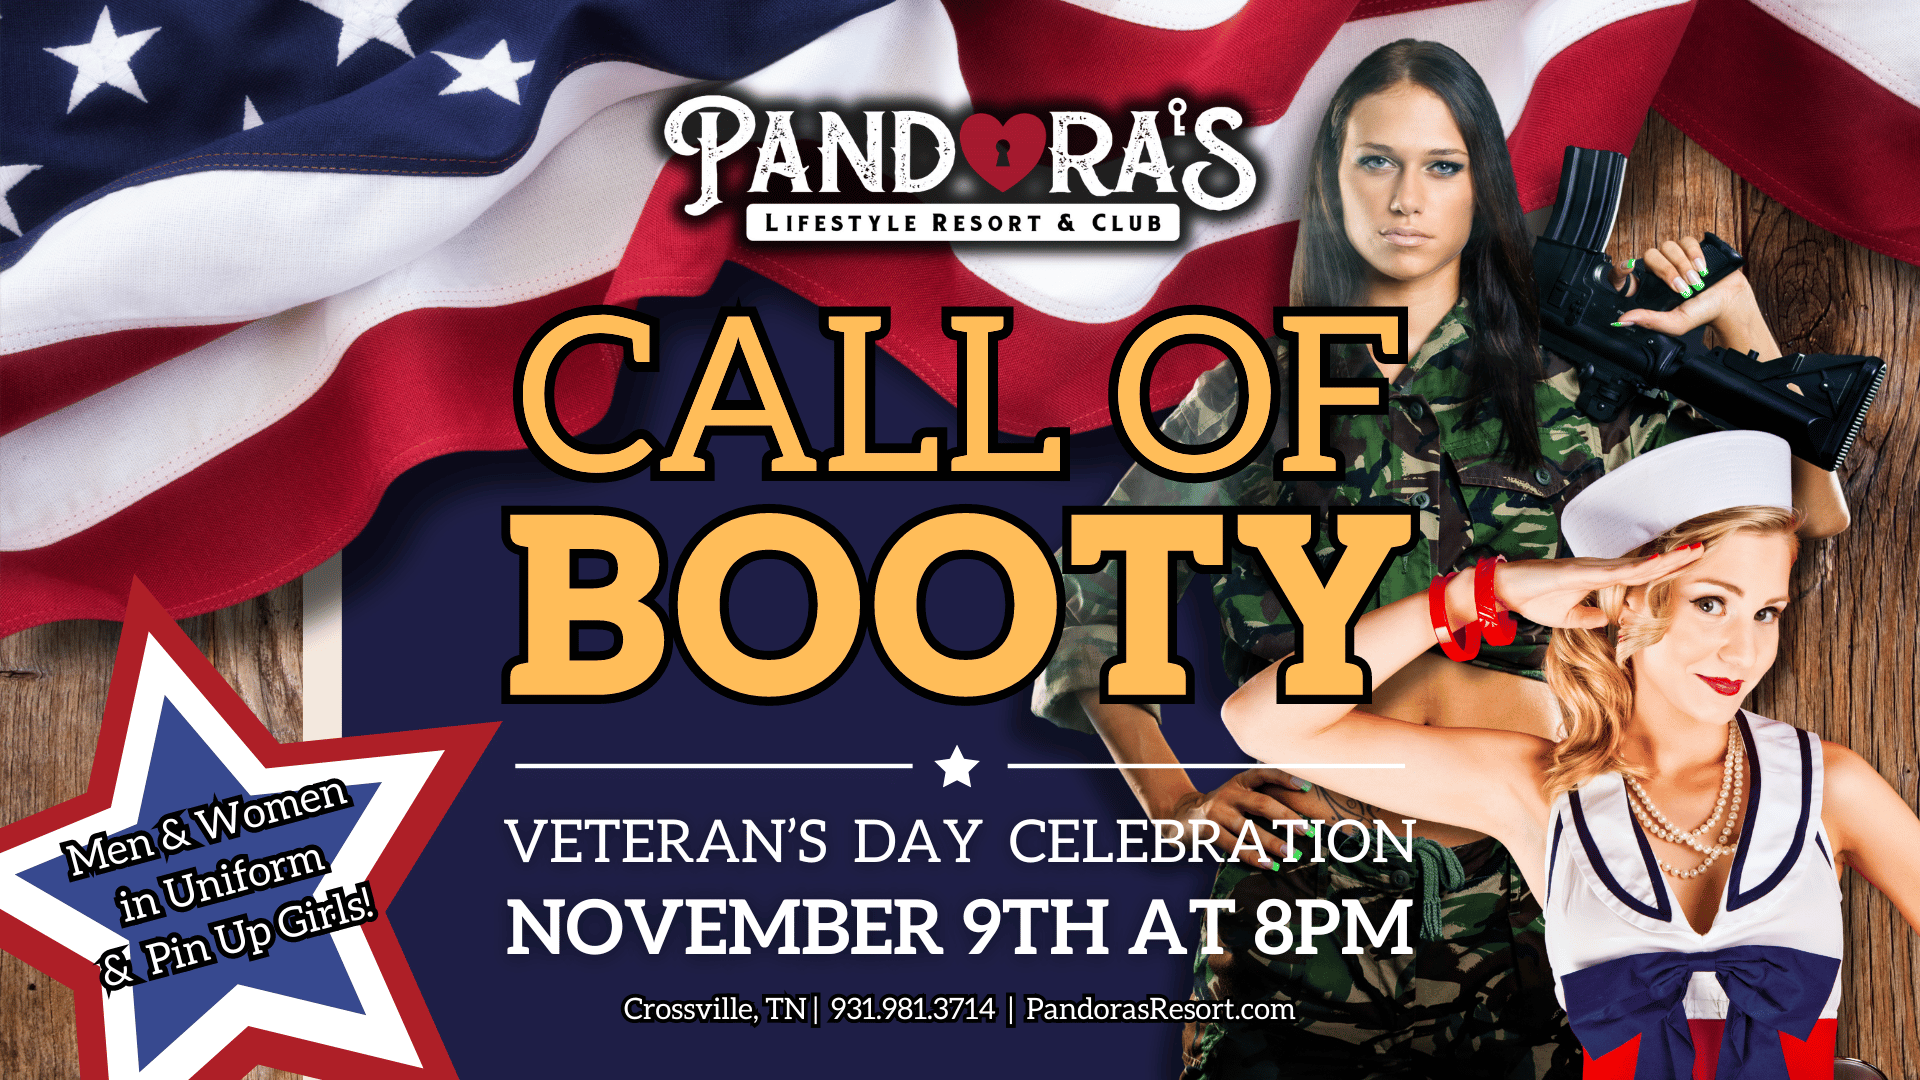 PANDORA'S
LIFESTYLE RESORT & CLUB
CALL OF
BOOTY
VETERAN'S DAY CELEBRATION
NOVEMBER 9TH AT 8PM
Men & Women
in Uniform
& Pin Up Girls!
Crossville, TN | 931.981.3714 | PandorasResort.com